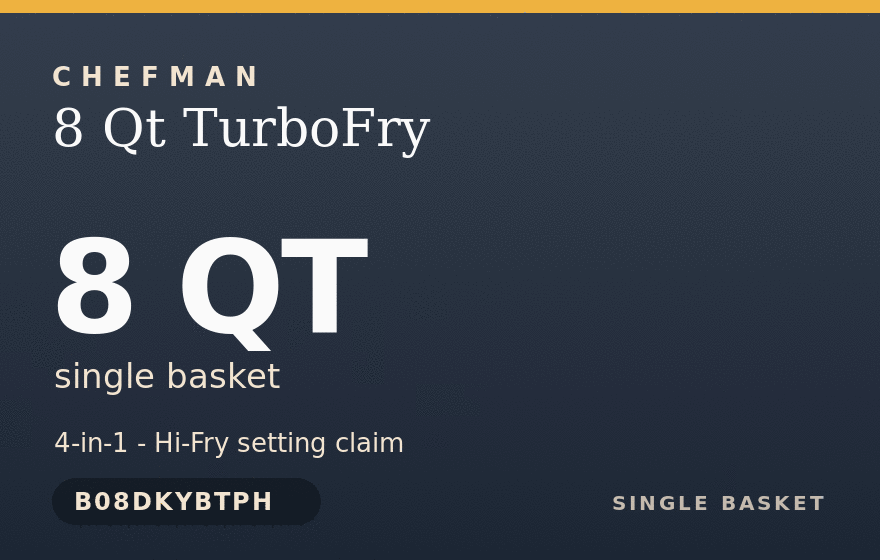 CHEFMAN
8 Qt TurboFry
8 QT
single basket
4-in-1 - Hi-Fry setting claim
B08DKYBTPH
SINGLE BASKET